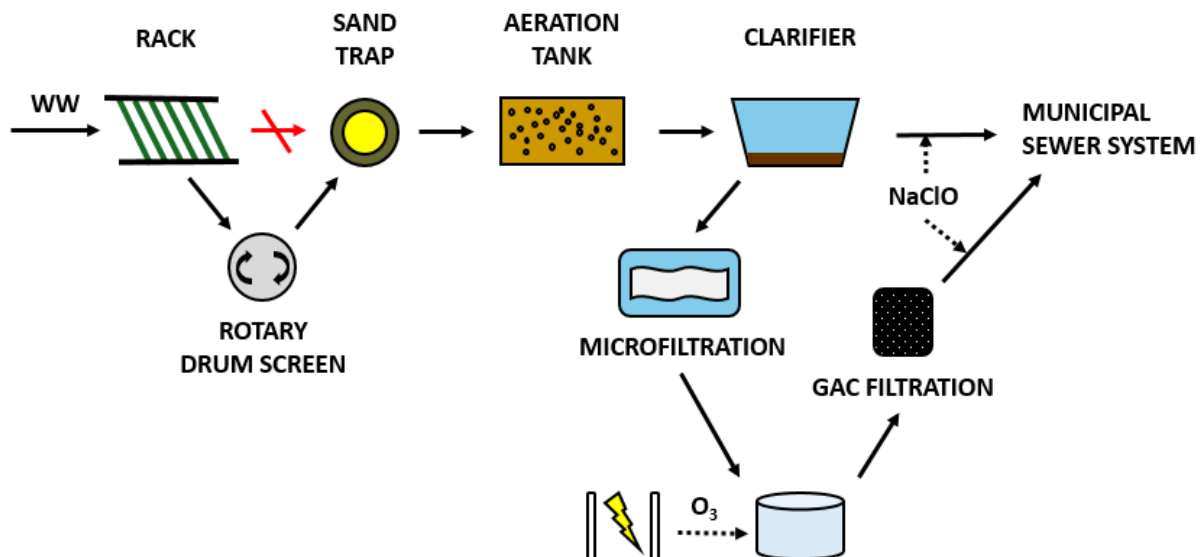 RACK
SAND
TRAP
AERATION
TANK
CLARIFIER
WW
MUNICIPAL
SEWER SYSTEM
NaClO
ROTARY
DRUM SCREEN
MICROFILTRATION
GAC FILTRATION
O₃